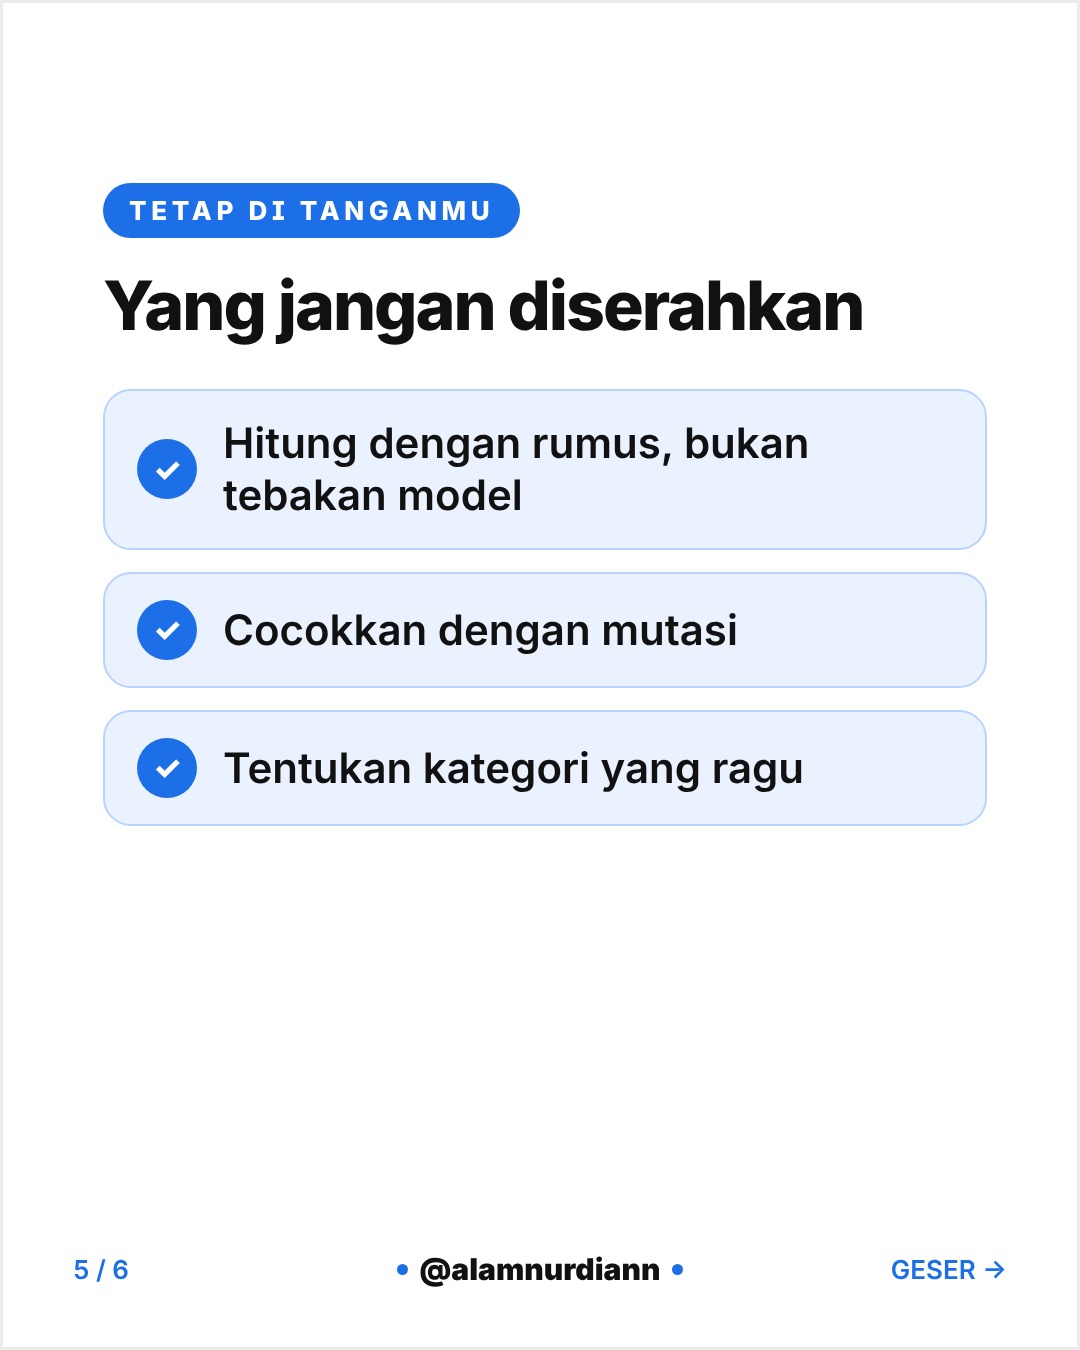 TETAP DI TANGANMU
Yang jangan diserahkan
Hitung dengan rumus, bukan
tebakan model
Cocokkan dengan mutasi
Tentukan kategori yang ragu
5 / 6
• @alamnurdiann •
GESER →